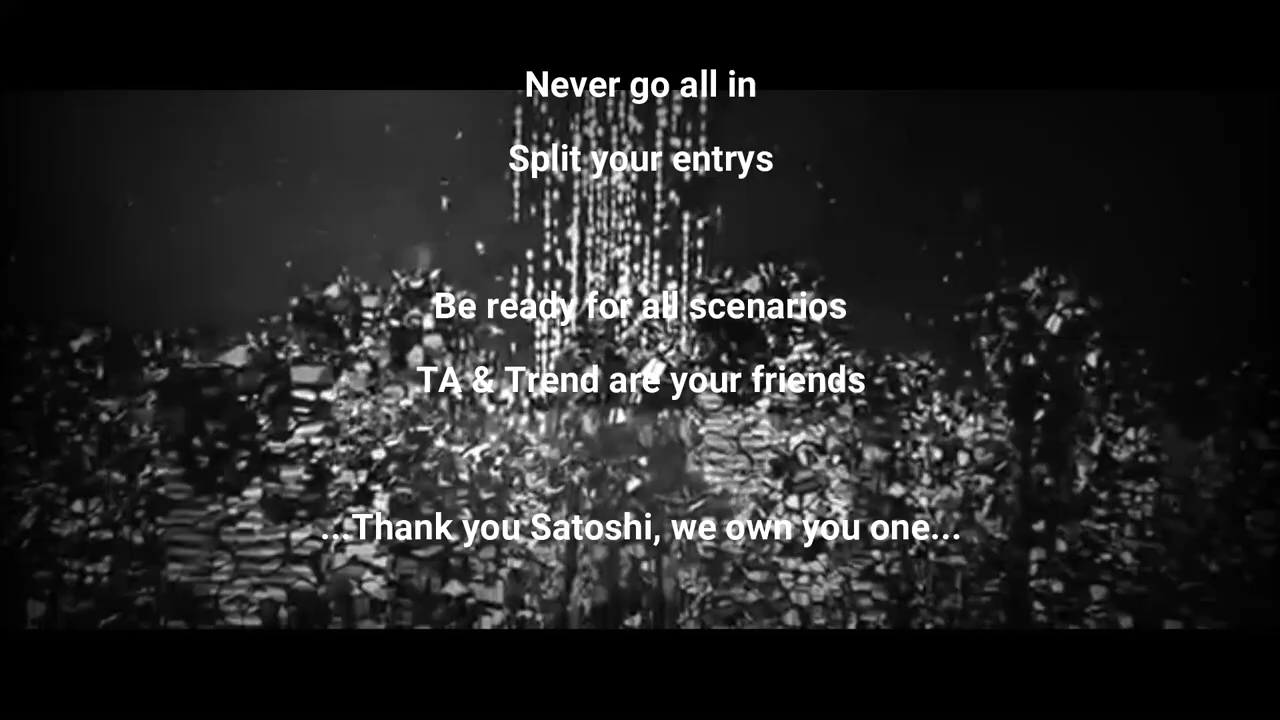 Never go all in
Split your entrys
Be ready for all scenarios
TA & Trend are your friends
...Thank you Satoshi, we own you one...